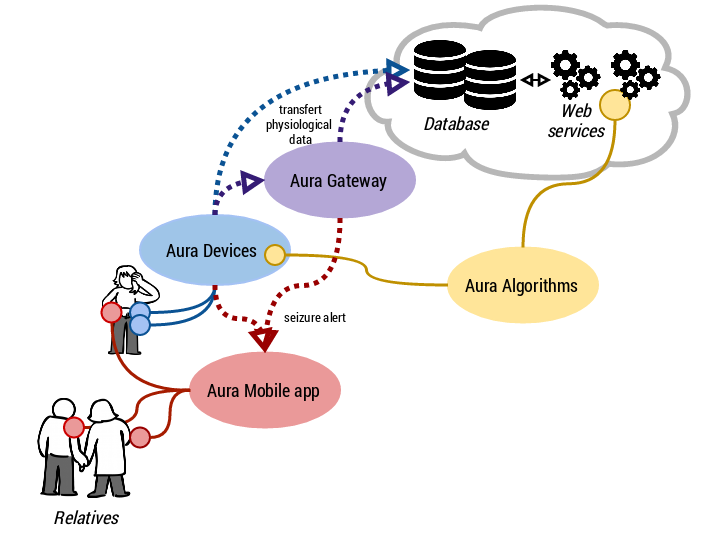 transfert
physiological
data
Database
Web
services
Aura Gateway
Aura Devices
Aura Algorithms
seizure alert
Aura Mobile app
Relatives